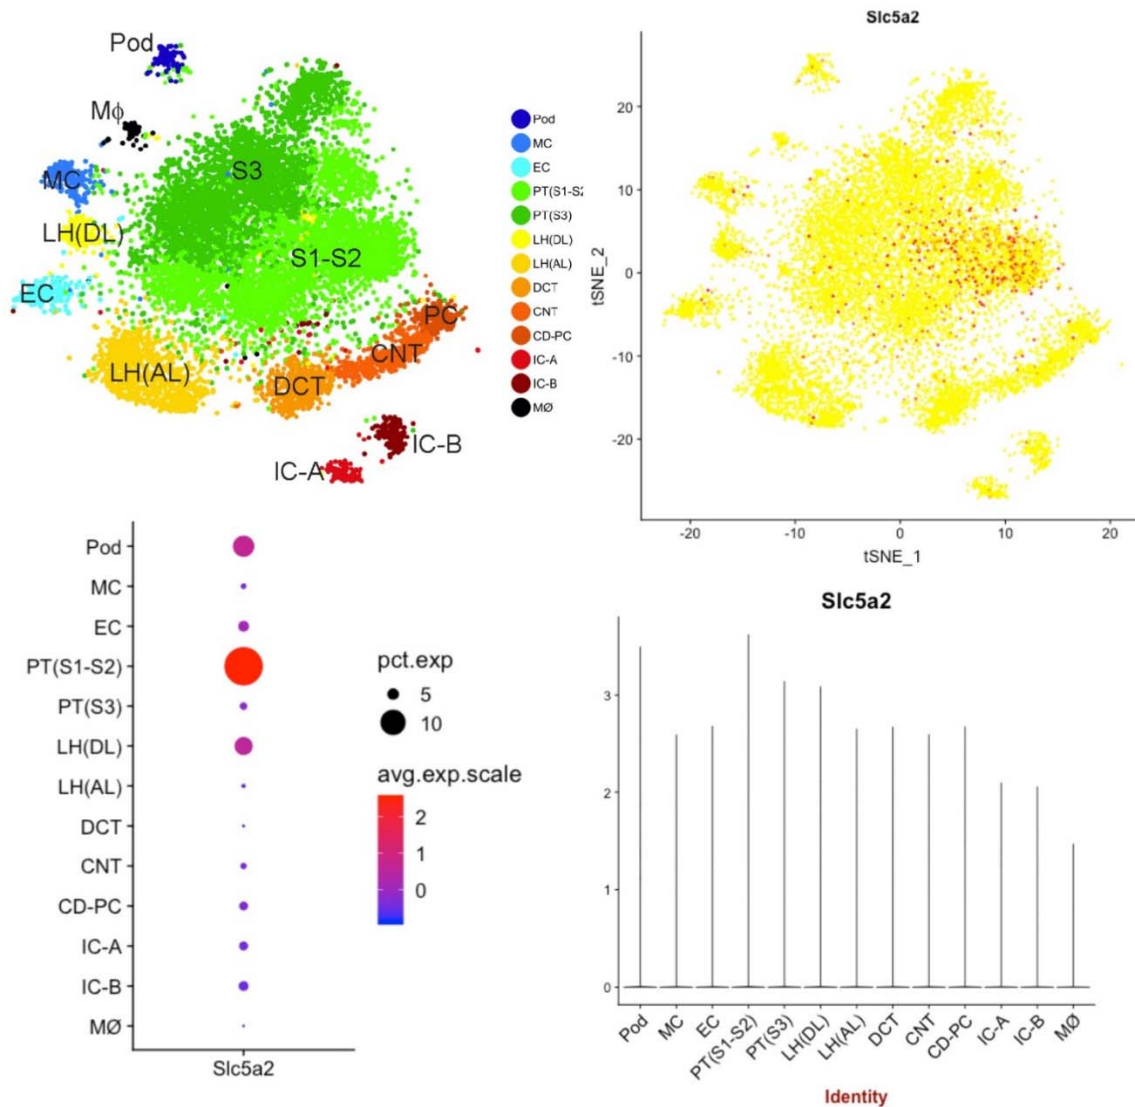 Pod
Mϕ
MC
LH(DL)
EC
LH(AL)
S3
S1-S2
PC
CNT
DCT
IC-B
IC-A
Pod
MC
EC
PT(S1-S2
PT(S3)
LH(DL)
LH(AL)
DCT
CNT
CD-PC
IC-A
IC-B
MØ
Slc5a2
20
10
0
-10
-20
tSNE_2
-20
-10
0
10
20
tSNE_1
Pod
MC
EC
PT(S1-S2)
PT(S3)
LH(DL)
LH(AL)
DCT
CNT
CD-PC
IC-A
IC-B
MØ
Slc5a2
pct.exp
5
10
avg.exp.scale
2
1
0
Slc5a2
3
2
1
0
Pod
MC
EC
PT(S1-S2)
PT(S3)
LH(DL)
LH(AL)
DCT
CNT
CD-PC
IC-A
IC-B
MØ
Identity